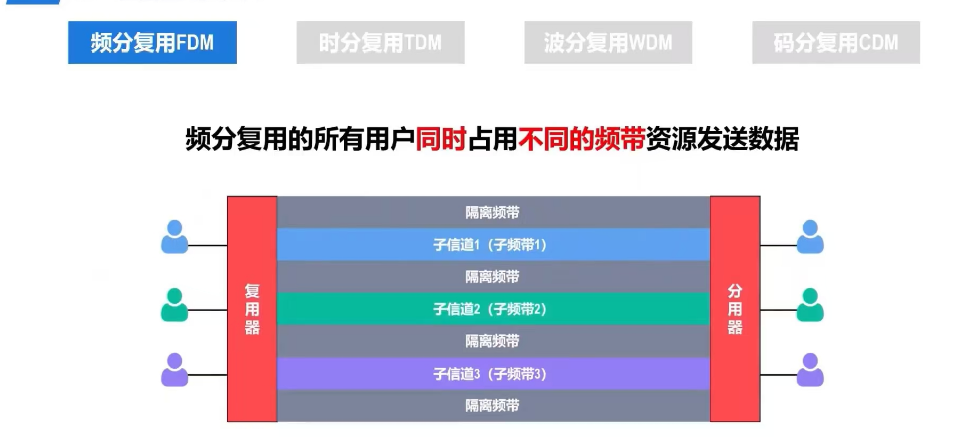 频分复用FDM
时分复用TDM
波分复用WDM
码分复用CDM
频分复用的所有用户同时占用不同的频带资源发送数据
隔离频带
子信道1（子频带1）
隔离频带
复用器
子信道2（子频带2）
分用器
隔离频带
子信道3（子频带3）
隔离频带